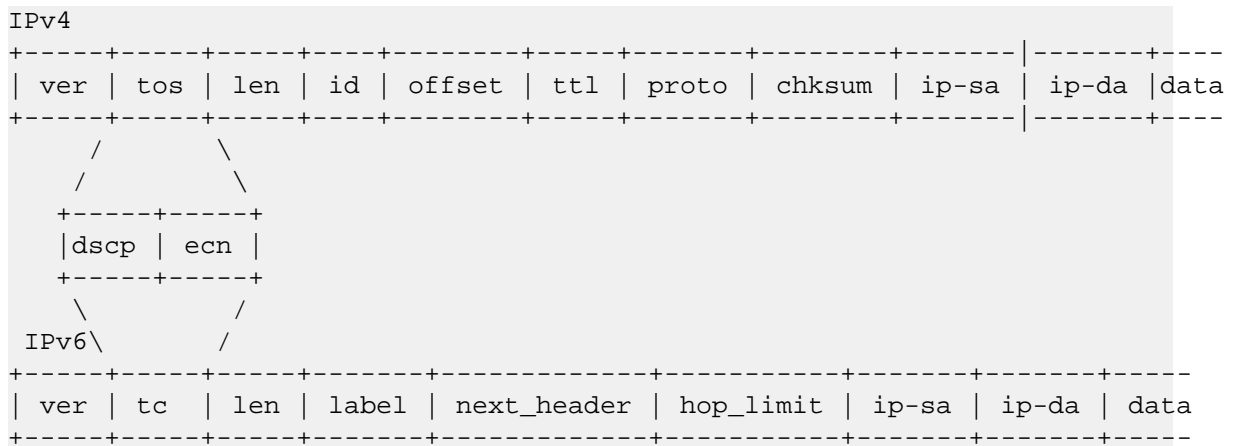 IPv4
+-----+-----+-----+----+--------+-----+-------+--------+-------|-------+----
| ver | tos | len | id | offset | ttl | proto | chksum | ip-sa | ip-da |data
+-----+-----+-----+----+--------+-----+-------+--------+-------|-------+----
     /       \
    /         \
   +-----+-----+
   |dscp | ecn |
   +-----+-----+
    \         /
 IPv6\       /
+-----+-----+-----+-------+-------------+-----------+-------+-------+-----
| ver | tc  | len | label | next_header | hop_limit | ip-sa | ip-da | data
+-----+-----+-----+-------+-------------+-----------+-------+-------+-----